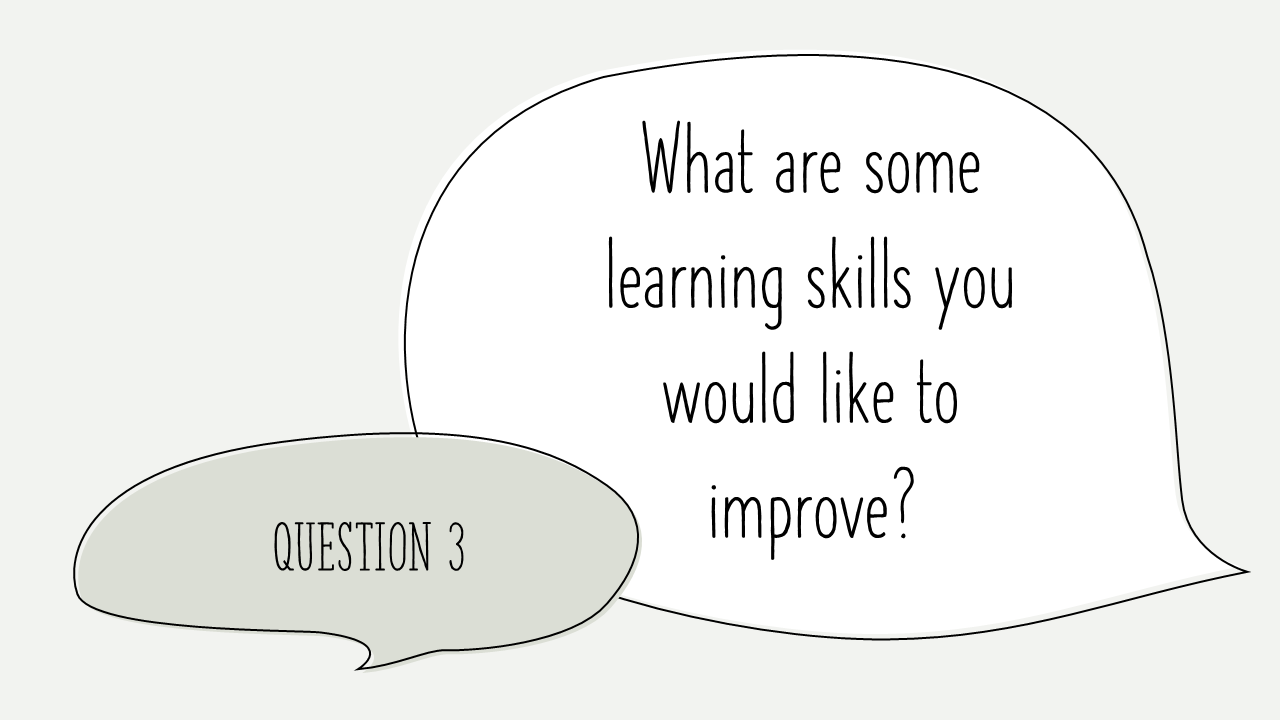 What are some
learning skills you
would like to
improve?
QUESTION 3